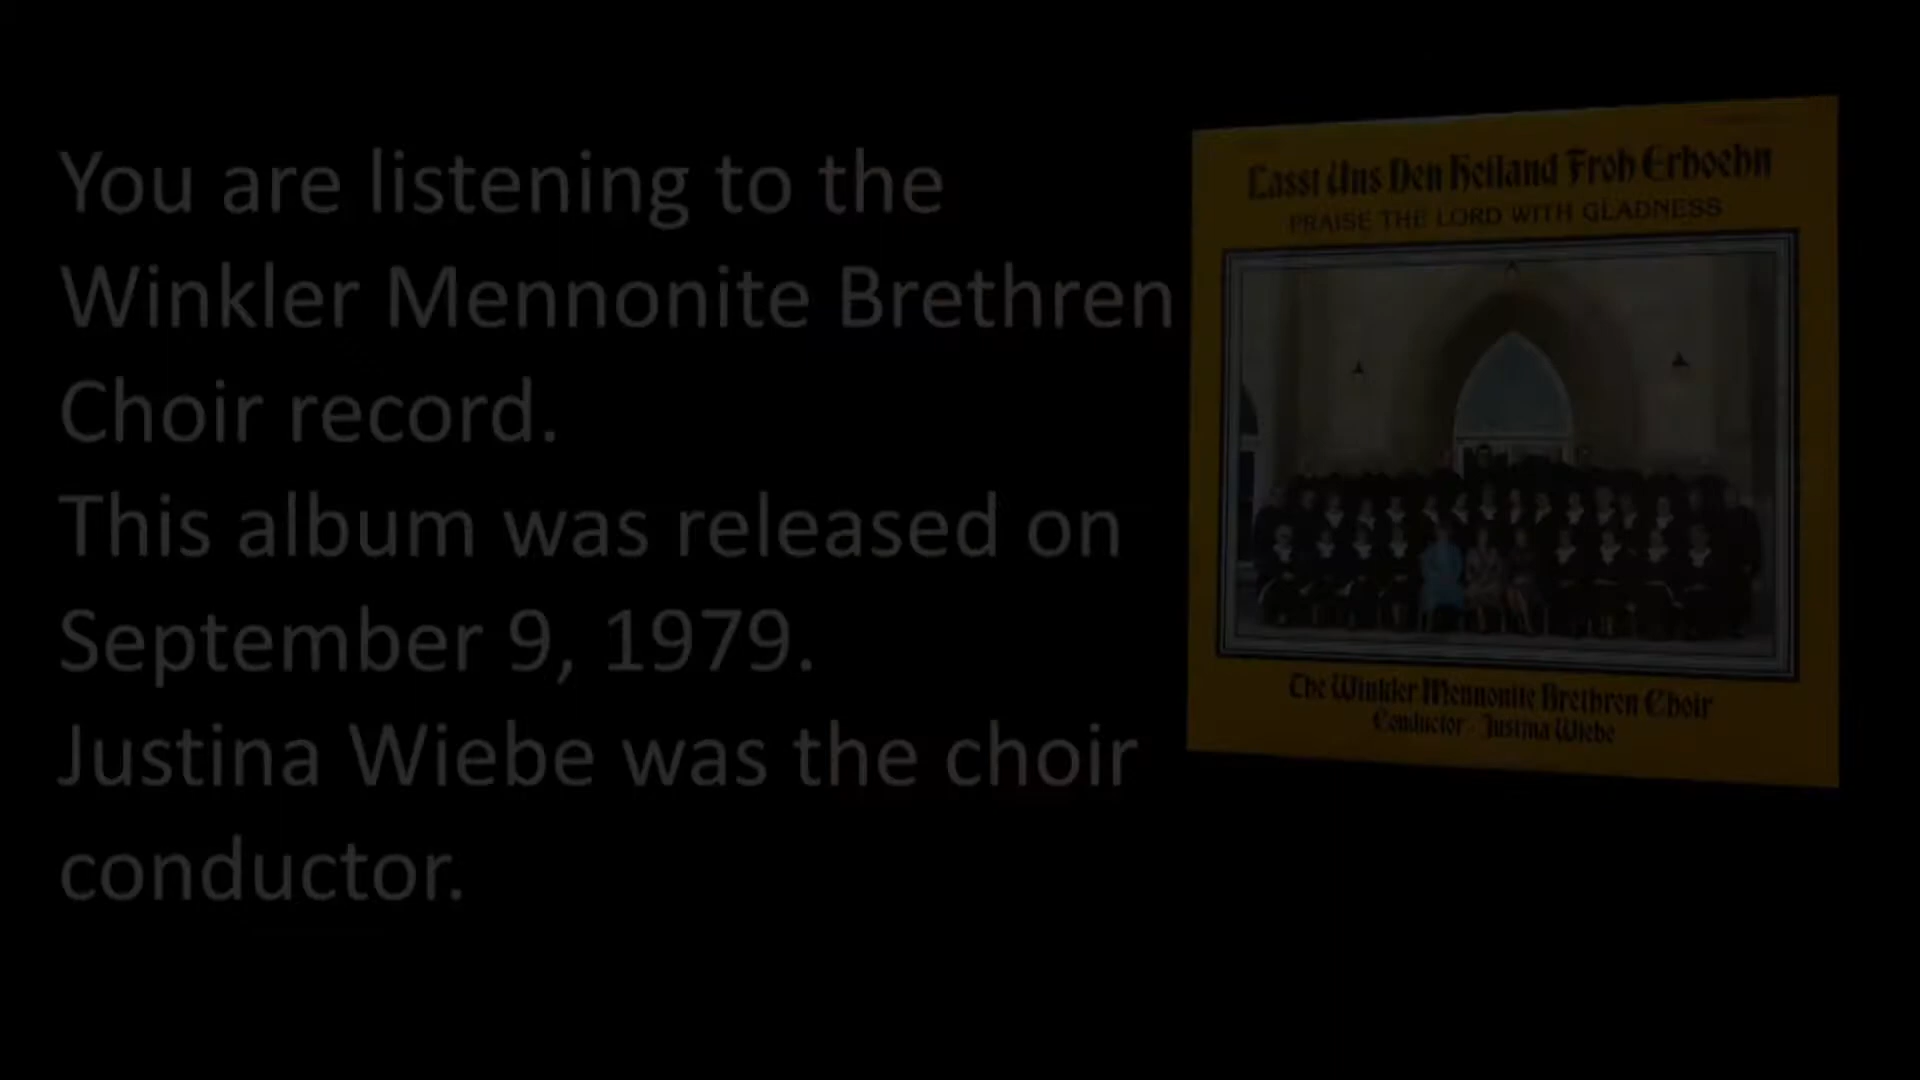 You are listening to the
Winkler Mennonite Brethren
Choir record.
This album was released on
September 9, 1979.
Justina Wiebe was the choir
conductor.
Lasst Uns Den Heiland Froh Erhoehn
PRAISE THE LORD WITH GLADNESS
The Winkler Mennonite Brethren Choir
Conductor - Justina Wiebe